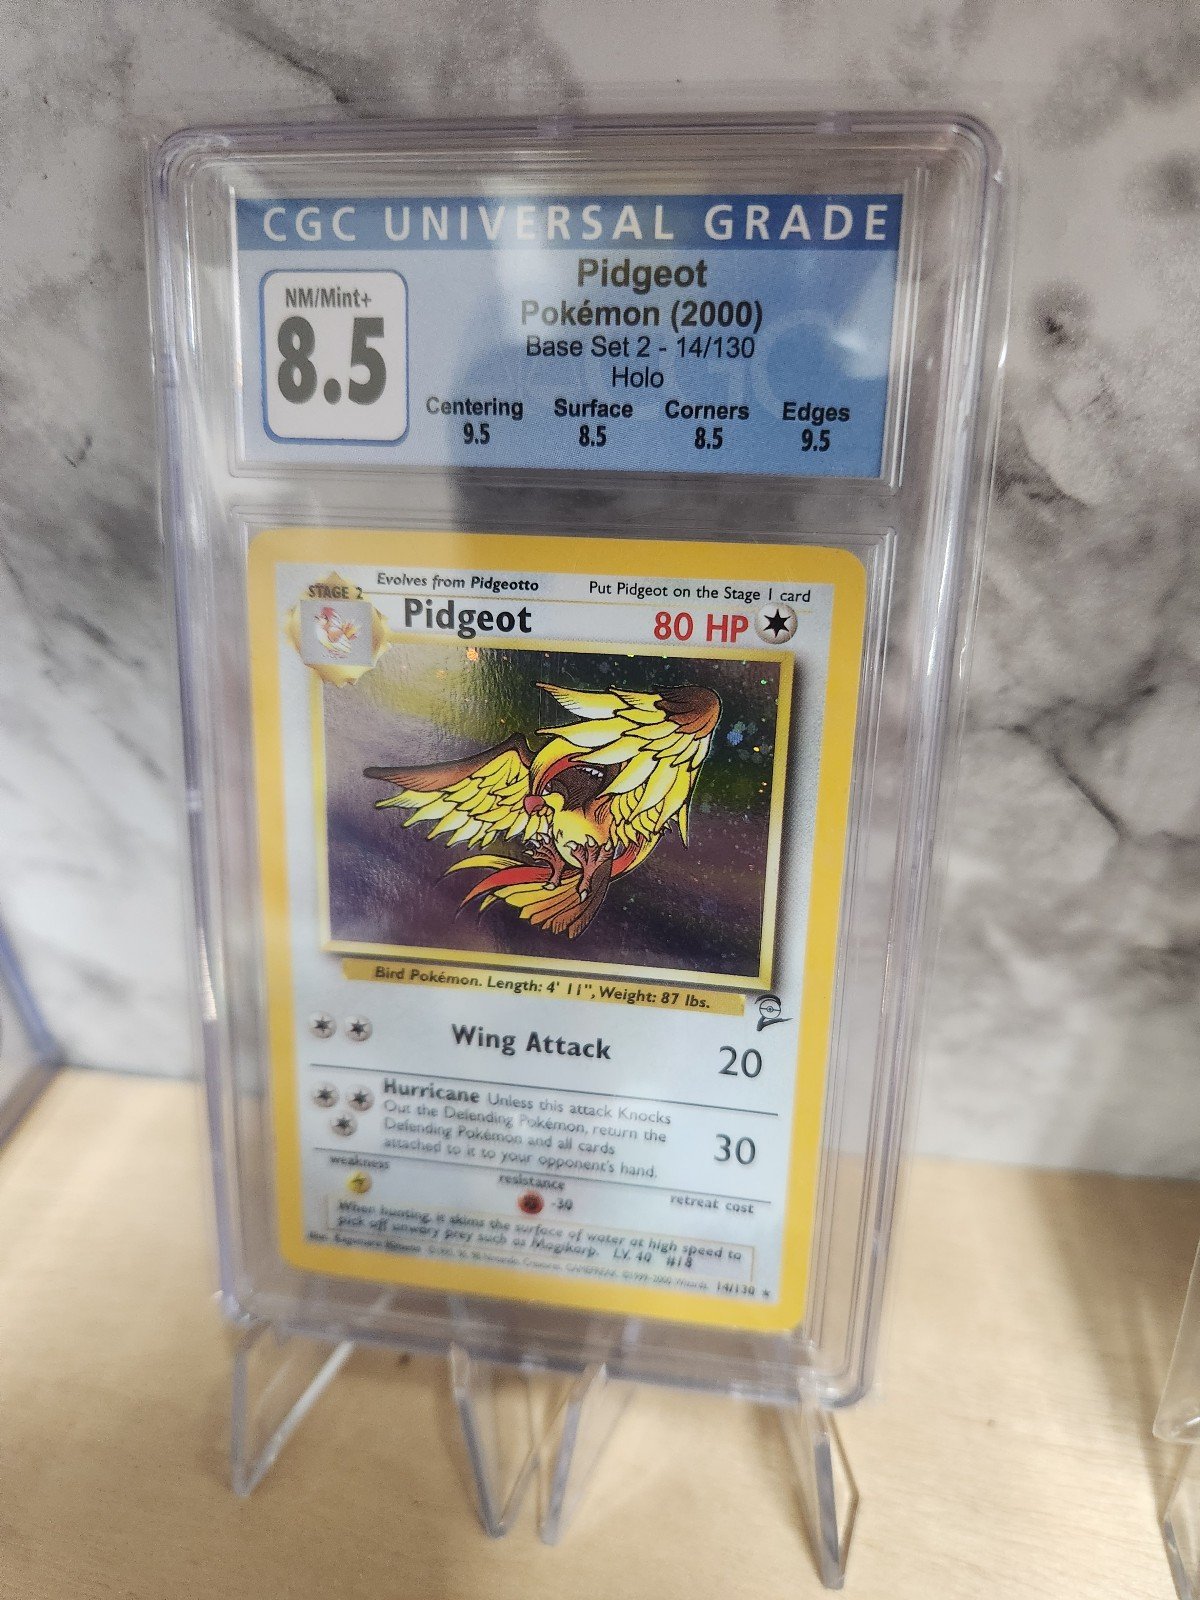 CGC UNIVERSAL GRADE
NM/Mint+
8.5
Pidgeot
Pokémon (2000)
Base Set 2 - 14/130
Holo
Centering Surface Corners Edges
9.5 8.5 8.5 9.5
STAGE 2
Evolves from Pidgeotto
Put Pidgeot on the Stage 1 card
Pidgeot
80 HP
Bird Pokémon. Length: 4' 11", Weight: 87 lbs.
Wing Attack 20
Hurricane Unless this attack Knocks
Out the Defending Pokémon, return the
Defending Pokémon and all cards
attached to it to your opponent's hand.
30
weakness
resistance
retreat cost
-30
When hunting, it skims the surface of water at high speed to
pick off unwary prey such as Magikarp. LV. 40 #18
14/130